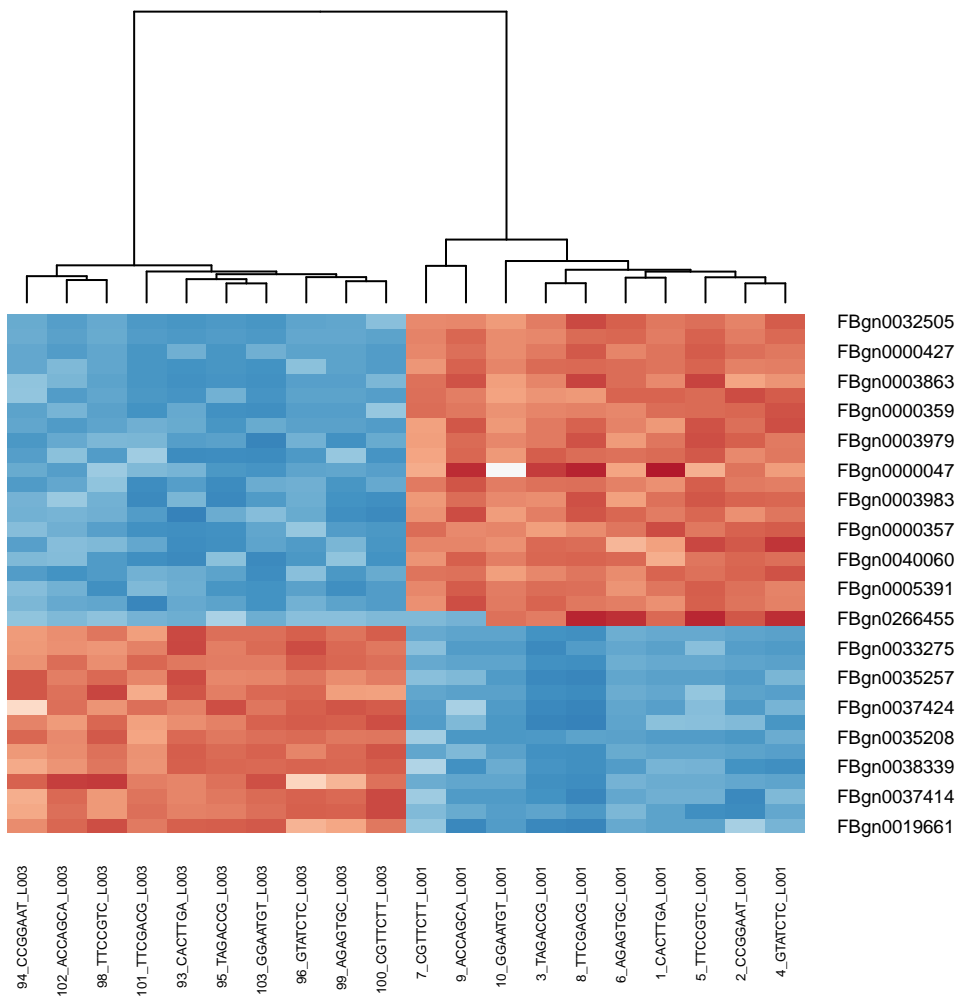 FBgn0032505
FBgn0000427
FBgn0003863
FBgn0000359
FBgn0003979
FBgn0000047
FBgn0003983
FBgn0000357
FBgn0040060
FBgn0005391
FBgn0266455
FBgn0033275
FBgn0035257
FBgn0037424
FBgn0035208
FBgn0038339
FBgn0037414
FBgn0019661
94_CCGGAAT_L003
102_ACCAGCA_L003
98_TTCCGTC_L003
101_TTCGACG_L003
93_CACTTGA_L003
95_TAGACCG_L003
103_GGAATGT_L003
96_GTATCTC_L003
99_AGAGTGC_L003
100_CGTTCTT_L003
7_CGTTCTT_L001
9_ACCAGCA_L001
10_GGAATGT_L001
3_TAGACCG_L001
8_TTCGACG_L001
6_AGAGTGC_L001
1_CACTTGA_L001
5_TTCCGTC_L001
2_CCGGAAT_L001
4_GTATCTC_L001